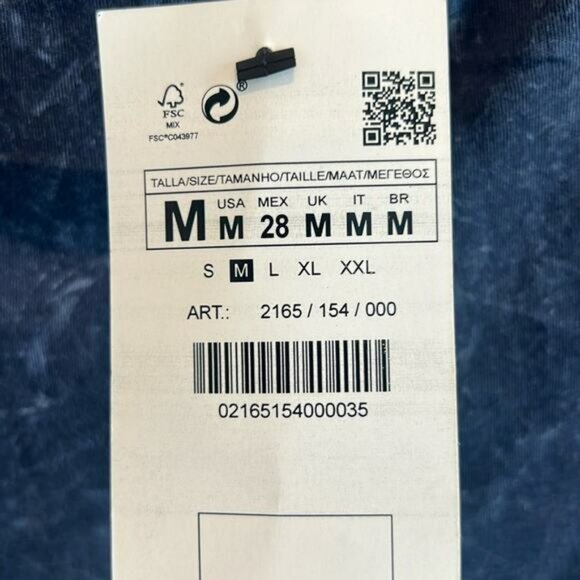 ®
FSC
MIX
FSC®C043977
TALLA/SIZE/TAMANHO/TAILLE/MAAT/ΜΕΓΕΘΟΣ
M USA M MEX 28 UK M IT M BR M
S M L XL XXL
ART.: 2165 / 154 / 000
02165154000035